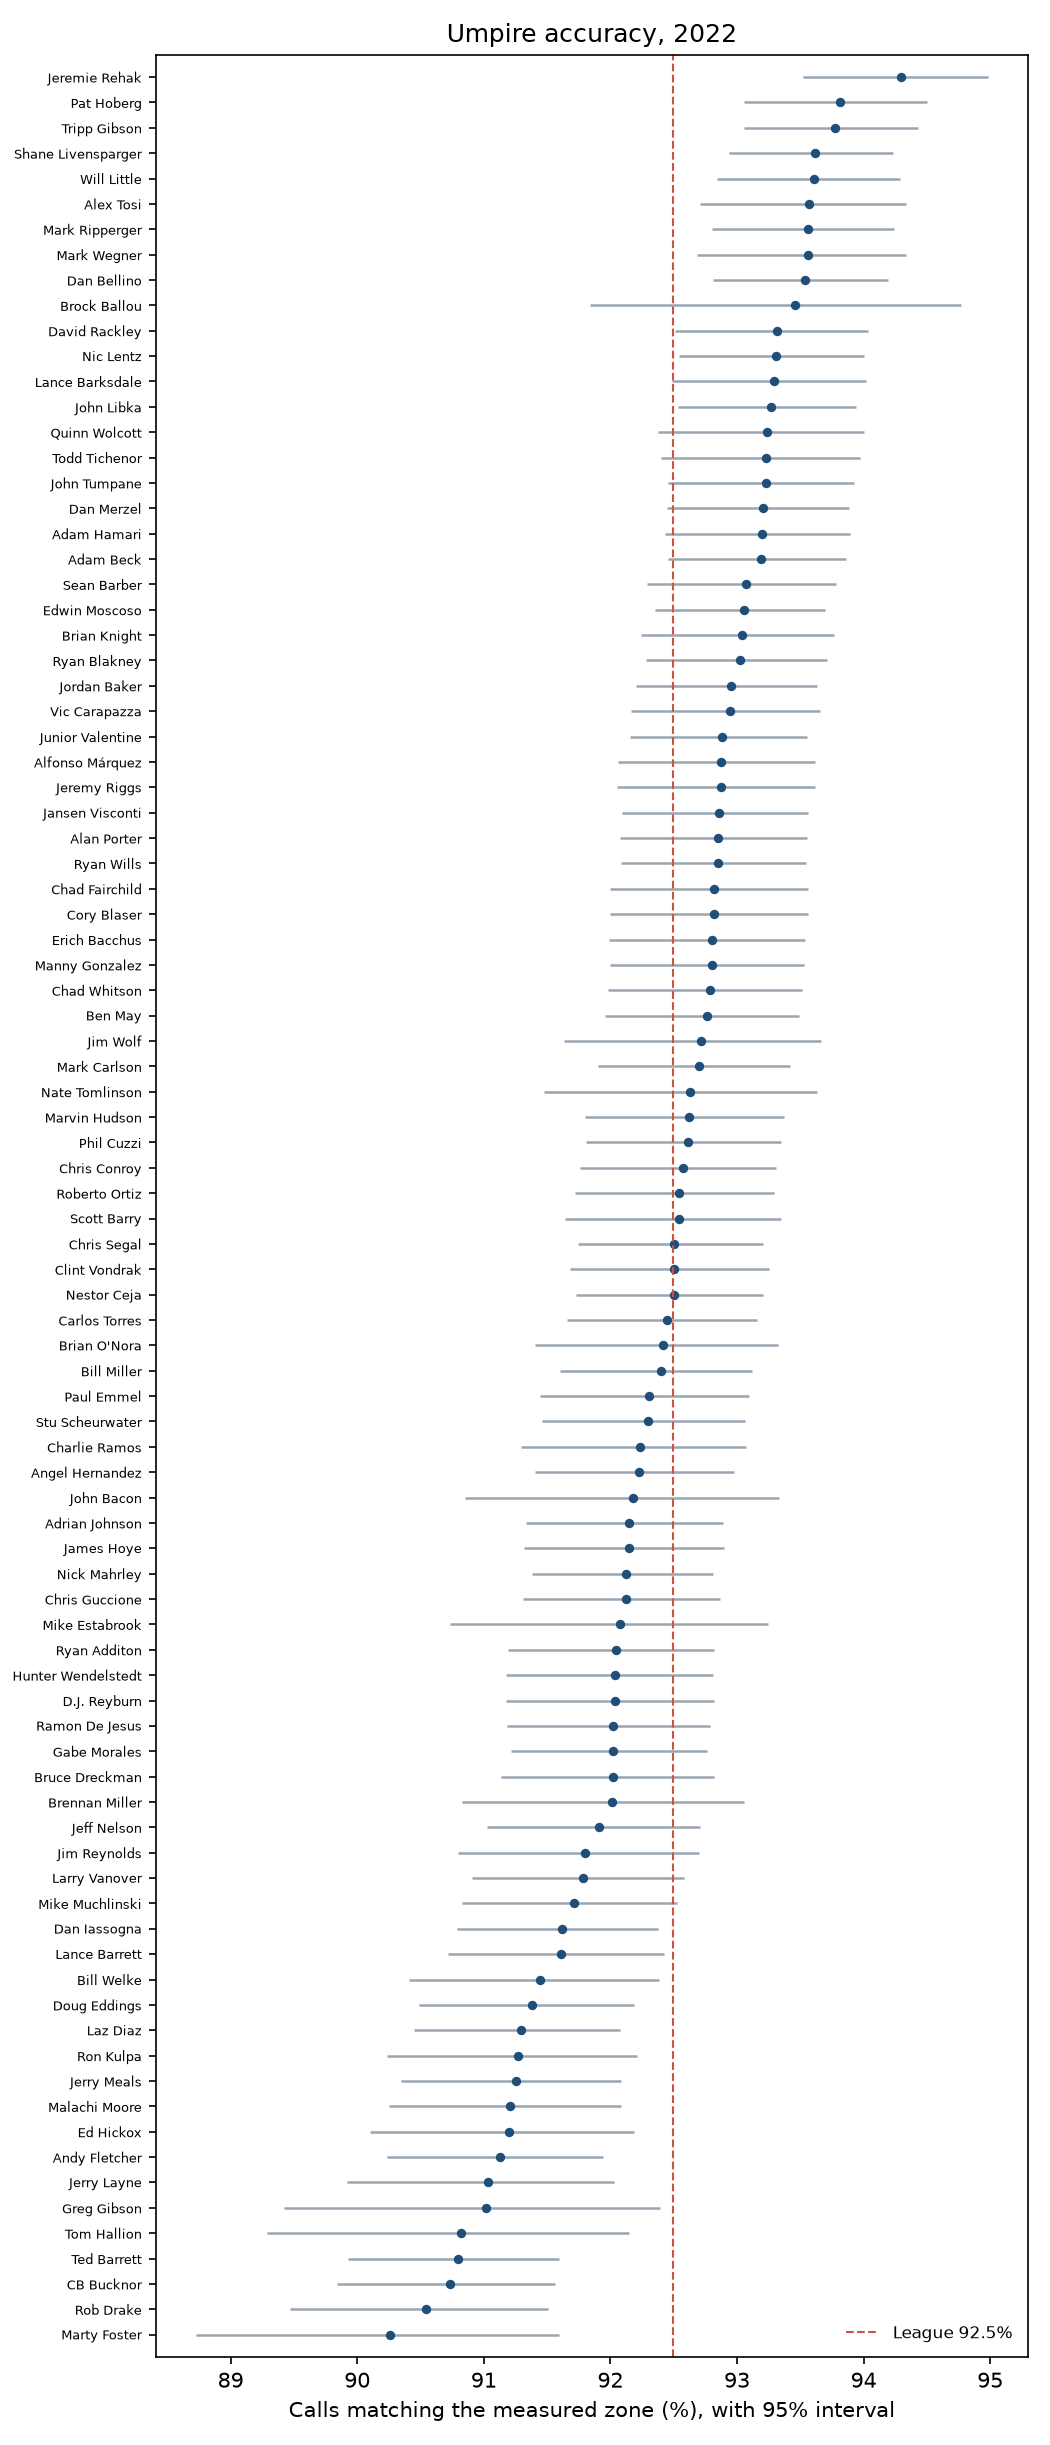 Umpire accuracy, 2022
Jeremie Rehak
Pat Hoberg
Tripp Gibson
Shane Livensparger
Will Little
Alex Tosi
Mark Ripperger
Mark Wegner
Dan Bellino
Brock Ballou
David Rackley
Nic Lentz
Lance Barksdale
John Libka
Quinn Wolcott
Todd Tichenor
John Tumpane
Dan Merzel
Adam Hamari
Adam Beck
Sean Barber
Edwin Moscoso
Brian Knight
Ryan Blakney
Jordan Baker
Vic Carapazza
Junior Valentine
Alfonso Márquez
Jeremy Riggs
Jansen Visconti
Alan Porter
Ryan Wills
Chad Fairchild
Cory Blaser
Erich Bacchus
Manny Gonzalez
Chad Whitson
Ben May
Jim Wolf
Mark Carlson
Nate Tomlinson
Marvin Hudson
Phil Cuzzi
Chris Conroy
Roberto Ortiz
Scott Barry
Chris Segal
Clint Vondrak
Nestor Ceja
Carlos Torres
Brian O'Nora
Bill Miller
Paul Emmel
Stu Scheurwater
Charlie Ramos
Angel Hernandez
John Bacon
Adrian Johnson
James Hoye
Nick Mahrley
Chris Guccione
Mike Estabrook
Ryan Additon
Hunter Wendelstedt
D.J. Reyburn
Ramon De Jesus
Gabe Morales
Bruce Dreckman
Brennan Miller
Jeff Nelson
Jim Reynolds
Larry Vanover
Mike Muchlinski
Dan Iassogna
Lance Barrett
Bill Welke
Doug Eddings
Laz Diaz
Ron Kulpa
Jerry Meals
Malachi Moore
Ed Hickox
Andy Fletcher
Jerry Layne
Greg Gibson
Tom Hallion
Ted Barrett
CB Bucknor
Rob Drake
Marty Foster
League 92.5%
89 90 91 92 93 94 95
Calls matching the measured zone (%), with 95% interval